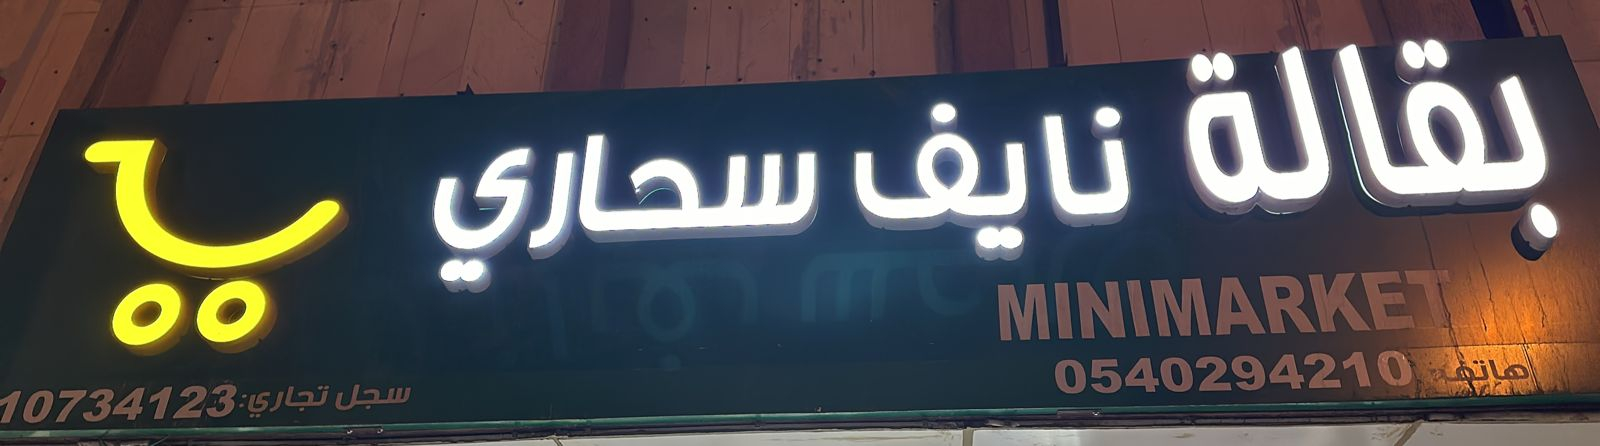 بقالة نايف سحاري
MINIMARKET
هاتف: 0540294210
سجل تجاري: 10734123